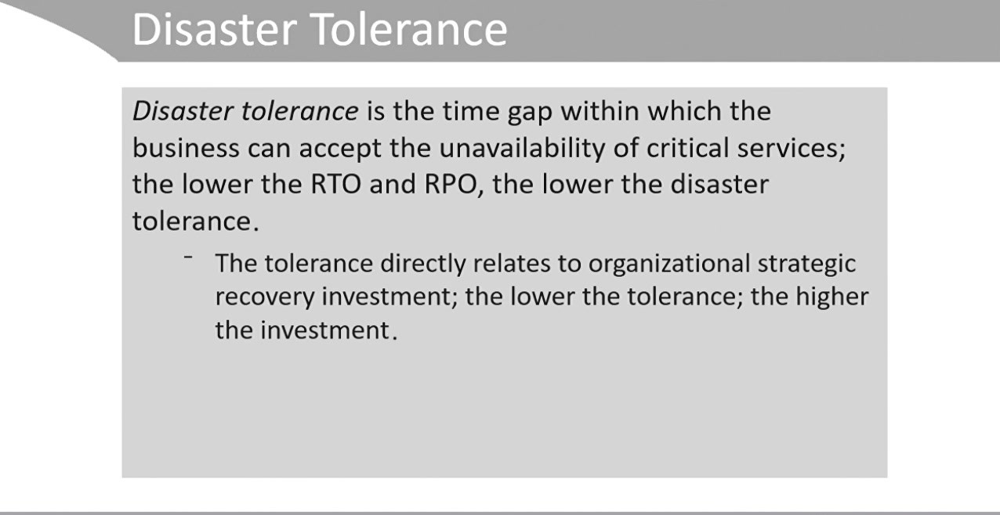 Disaster Tolerance
Disaster tolerance is the time gap within which the
business can accept the unavailability of critical services;
the lower the RTO and RPO, the lower the disaster
tolerance.
- The tolerance directly relates to organizational strategic
recovery investment; the lower the tolerance; the higher
the investment.